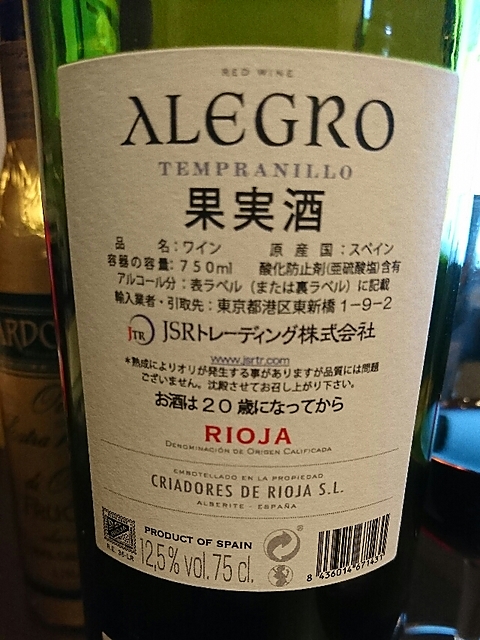 RED WINE
ALEGRO
TEMPRANILLO
果実酒
品 名:ワイン 原 産 国:スペイン
容器の容量:750ml 酸化防止剤(亜硫酸塩)含有
アルコール分:表ラベル(または裏ラベル)に記載
輸入業者・引取先:東京都港区東新橋1-9-2
JTR JSRトレーディング株式会社
www.jsrtr.com
*熟成によりオリが発生する事がありますが品質には問題
ございません。沈殿させてお召し上がり下さい。
お酒は20歳になってから
RIOJA
DENOMINACIÓN DE ORIGEN CALIFICADA
EMBOTELLADO EN LA PROPIEDAD
CRIADORES DE RIOJA S.L.
ALBERITE - ESPAÑA
PRODUCT OF SPAIN
12,5% vol. 75 cl.
8 436014 671431